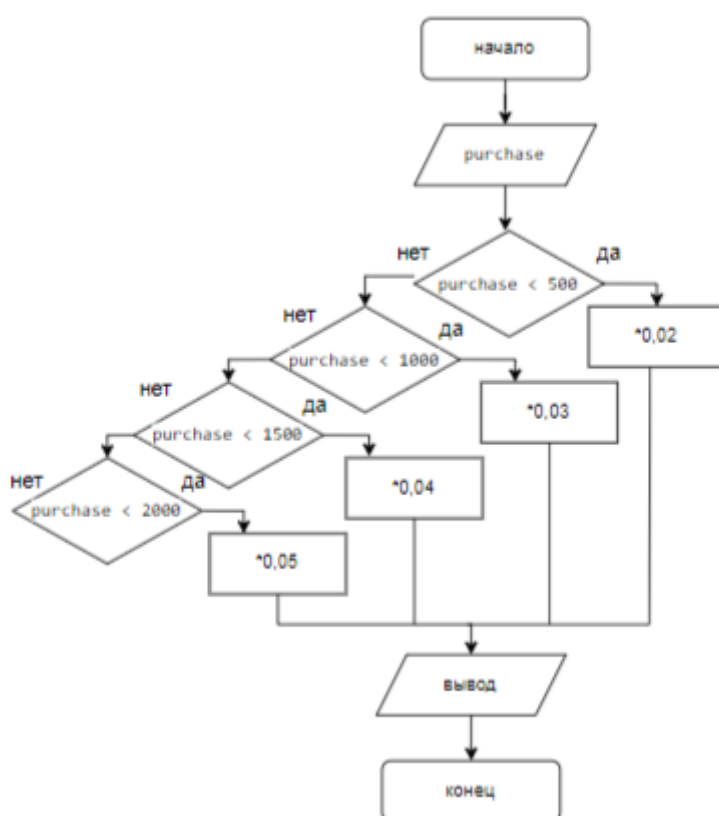 начало
purchase
нет
да
purchase < 500
нет
да
*0,02
purchase < 1000
нет
да
*0,03
purchase < 1500
нет
да
*0,04
purchase < 2000
*0,05
вывод
конец